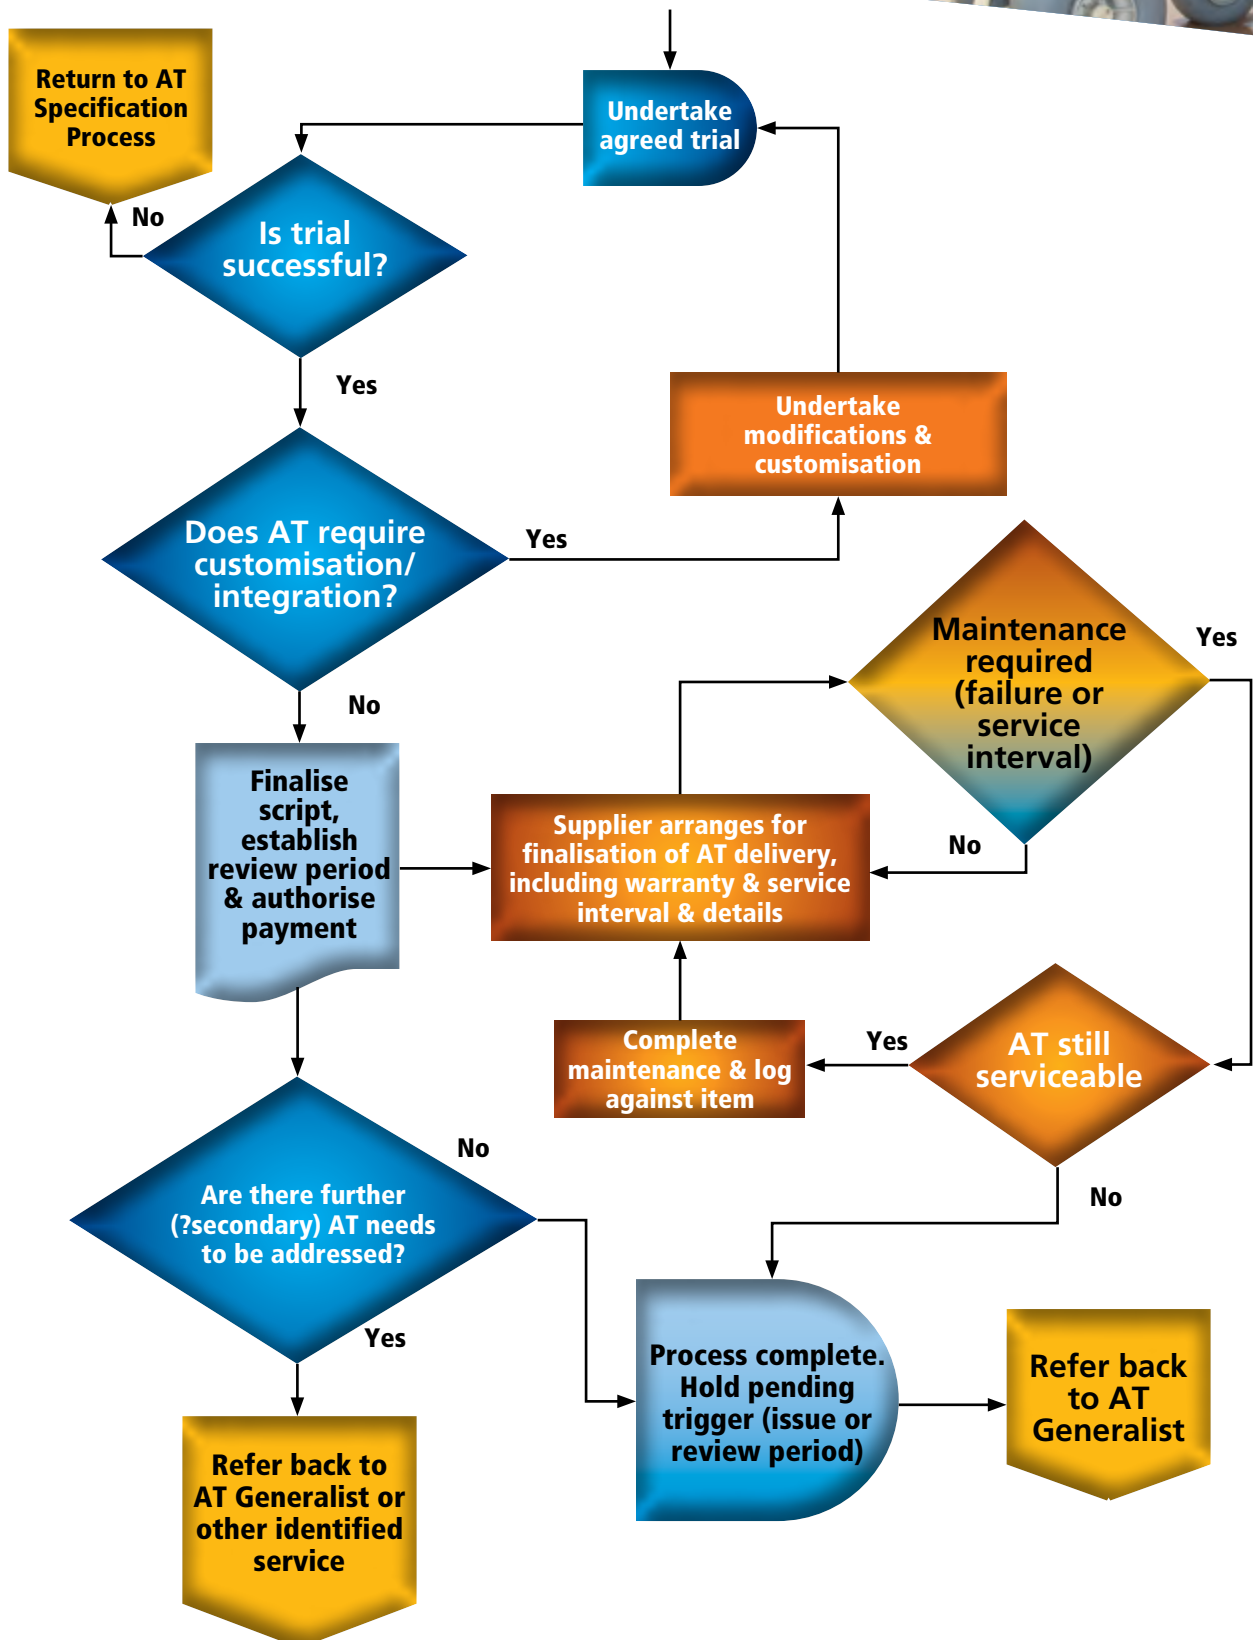 Return to AT
Specification
Process
Undertake
agreed trial
No
Is trial
successful?
Yes
Undertake
modifications &
customisation
Does AT require
customisation/
integration?
Yes
Maintenance
required
(failure or
service
interval)
Yes
No
Finalise
script,
establish
review period
& authorise
payment
Supplier arranges for
finalisation of AT delivery,
including warranty & service
interval & details
No
Complete
maintenance & log
against item
Yes
AT still
serviceable
No
No
Are there further
(?secondary) AT needs
to be addressed?
Yes
Process complete.
Hold pending
trigger (issue or
review period)
Refer back
to AT
Generalist
Refer back to
AT Generalist or
other identified
service